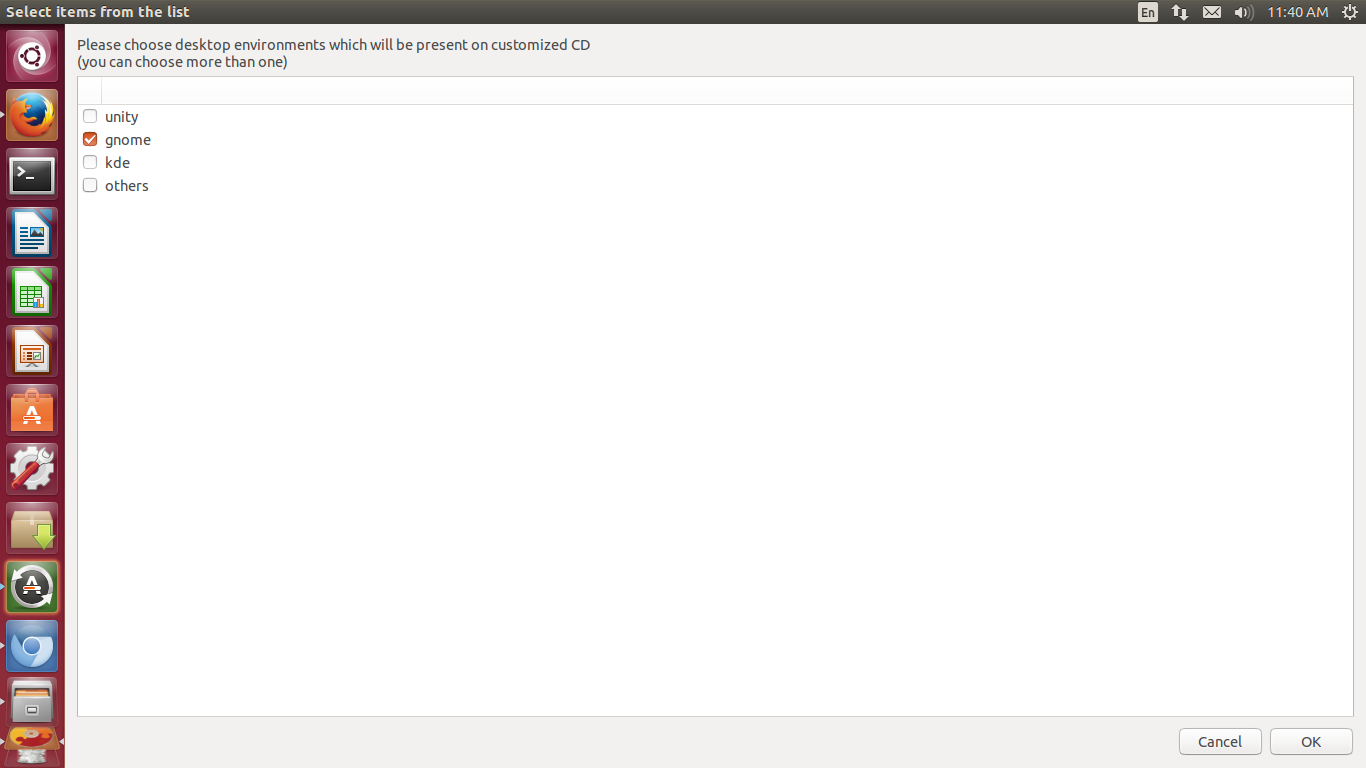 Select items from the list
En
11:40 AM
Please choose desktop environments which will be present on customized CD
(you can choose more than one)
unity
gnome
kde
others
Cancel
OK